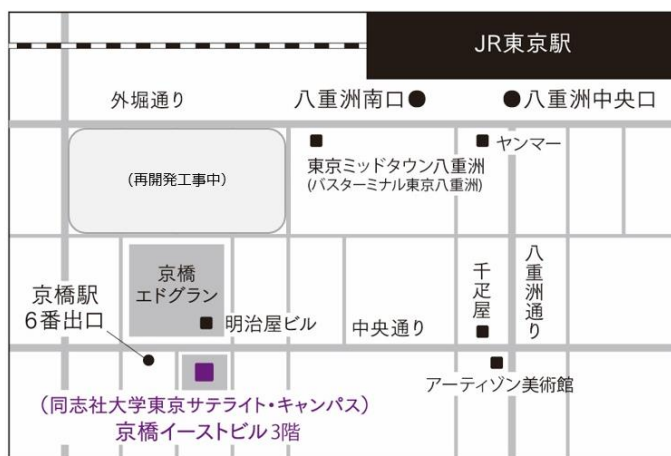 JR東京駅
外堀通り
八重洲南口
八重洲中央口
(再開発工事中)
東京ミッドタウン八重洲
(バスターミナル東京八重洲)
ヤンマー
京橋
エドグラン
京橋駅
6番出口
明治屋ビル
中央通り
千疋屋
八重洲通り
アーティゾン美術館
(同志社大学東京サテライト・キャンパス)
京橋イーストビル3階